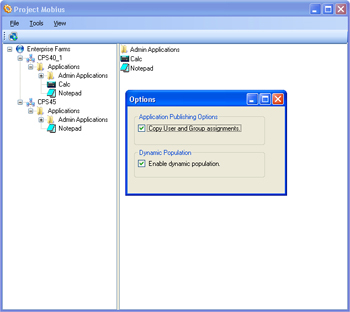 Project Mobius
File Tools View
Enterprise Farms
CPS40_1
Applications
Admin Applications
Calc
Notepad
CPS45
Applications
Admin Applications
Notepad
Admin Applications
Calc
Notepad
Options
Application Publishing Options
Copy User and Group assignments.
Dynamic Population
Enable dynamic population.